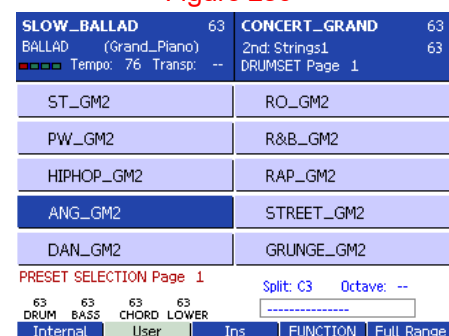 SLOW_BALLAD 63 CONCERT_GRAND 63
BALLAD (Grand_Piano) 2nd: Strings1 63
Tempo: 76 Transp: -- DRUMSET Page 1
ST_GM2 RO_GM2
PW_GM2 R&B_GM2
HIPHOP_GM2 RAP_GM2
ANG_GM2 STREET_GM2
DAN_GM2 GRUNGE_GM2
PRESET SELECTION Page 1 Split: C3 Octave: --
63 63 63 63 ---------------
DRUM BASS CHORD LOWER
Internal User Ins FUNCTION Full Range